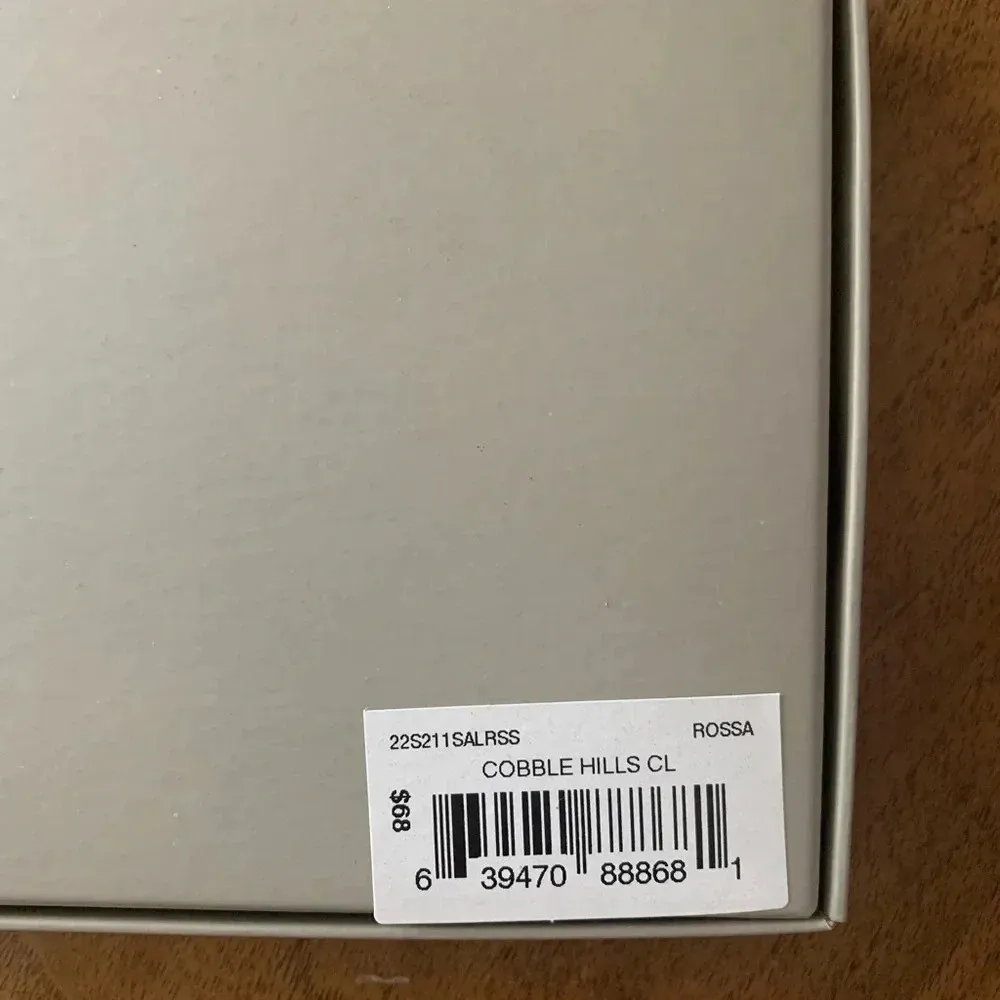 22S211SALRSS ROSSA
COBBLE HILLS CL
$68
6 39470 88868 1